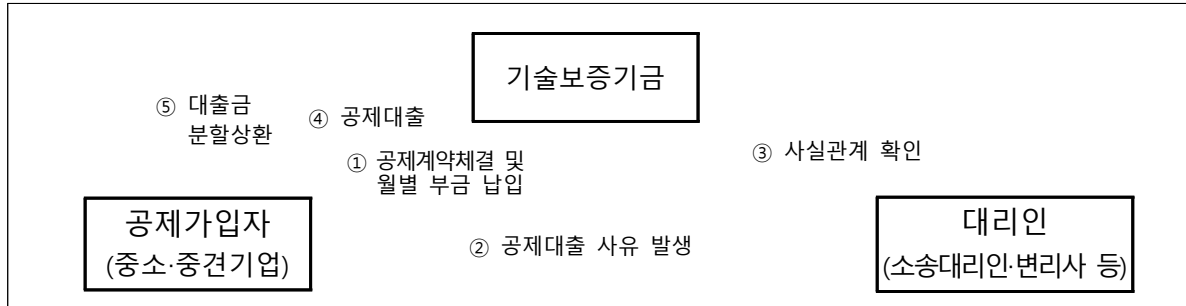 기술보증기금
⑤ 대출금
분할상환
④ 공제대출
① 공제계약체결 및
월별 부금 납입
③ 사실관계 확인
공제가입자
(중소·중견기업)
② 공제대출 사유 발생
대리인
(소송대리인·변리사 등)